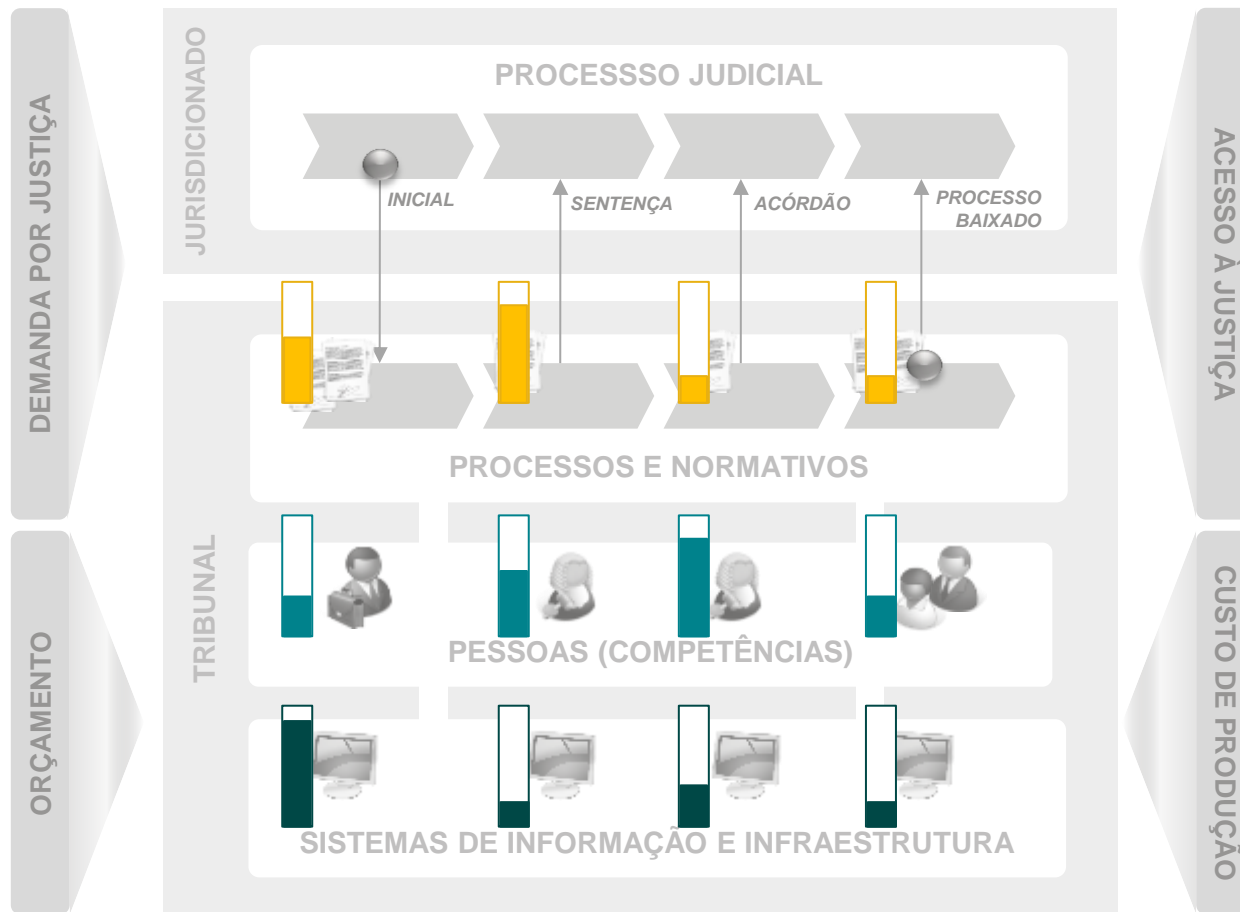 DEMANDA POR JUSTIÇA
ORÇAMENTO
JURISDICIONADO
PROCESSSO JUDICIAL
INICIAL
SENTENÇA
ACÓRDÃO
PROCESSO
BAIXADO
TRIBUNAL
PROCESSOS E NORMATIVOS
PESSOAS (COMPETÊNCIAS)
SISTEMAS DE INFORMAÇÃO E INFRAESTRUTURA
ACESSO À JUSTIÇA
CUSTO DE PRODUÇÃO